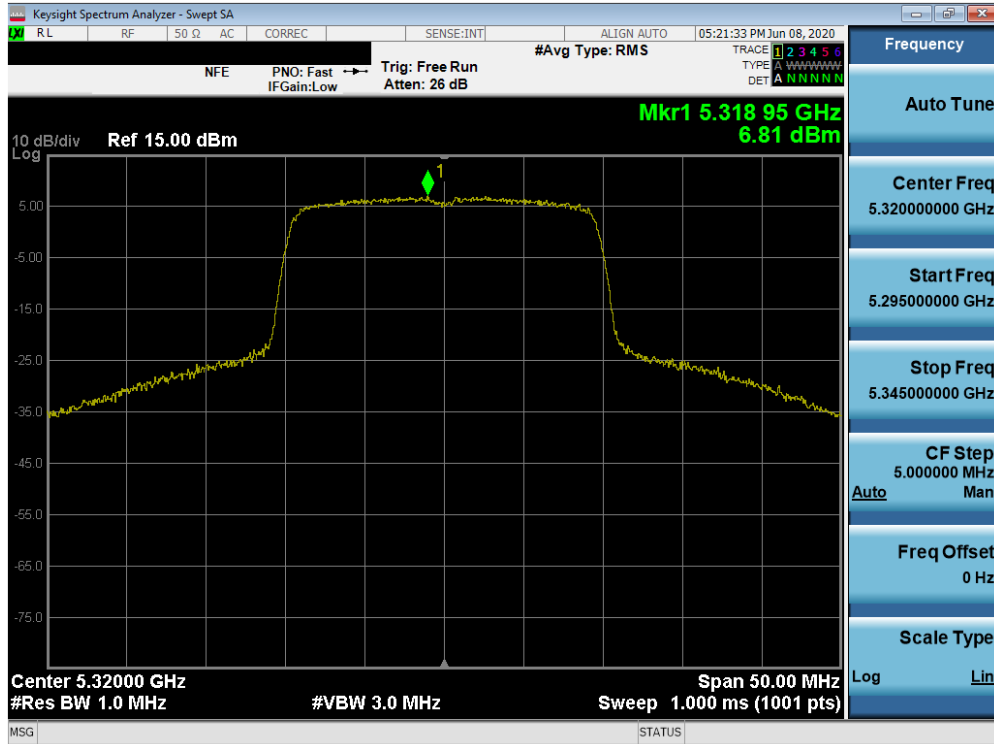 Keysight Spectrum Analyzer - Swept SA
LXI RL RF 50 Ω AC CORREC SENSE:INT ALIGN AUTO 05:21:33 PM Jun 08, 2020
NFE PNO: Fast Trig: Free Run #Avg Type: RMS TRACE 1 2 3 4 5 6
IFGain:Low Atten: 26 dB TYPE A WWWWW
DET A N N N N N
Mkr1 5.318 95 GHz
6.81 dBm
10 dB/div Ref 15.00 dBm
Log
1
5.00
-5.00
-15.0
-25.0
-35.0
-45.0
-55.0
-65.0
-75.0
Center 5.32000 GHz Span 50.00 MHz
#Res BW 1.0 MHz #VBW 3.0 MHz Sweep 1.000 ms (1001 pts)
MSG STATUS
Frequency
Auto Tune
Center Freq
5.320000000 GHz
Start Freq
5.295000000 GHz
Stop Freq
5.345000000 GHz
CF Step
5.000000 MHz
Auto Man
Freq Offset
0 Hz
Scale Type
Log Lin